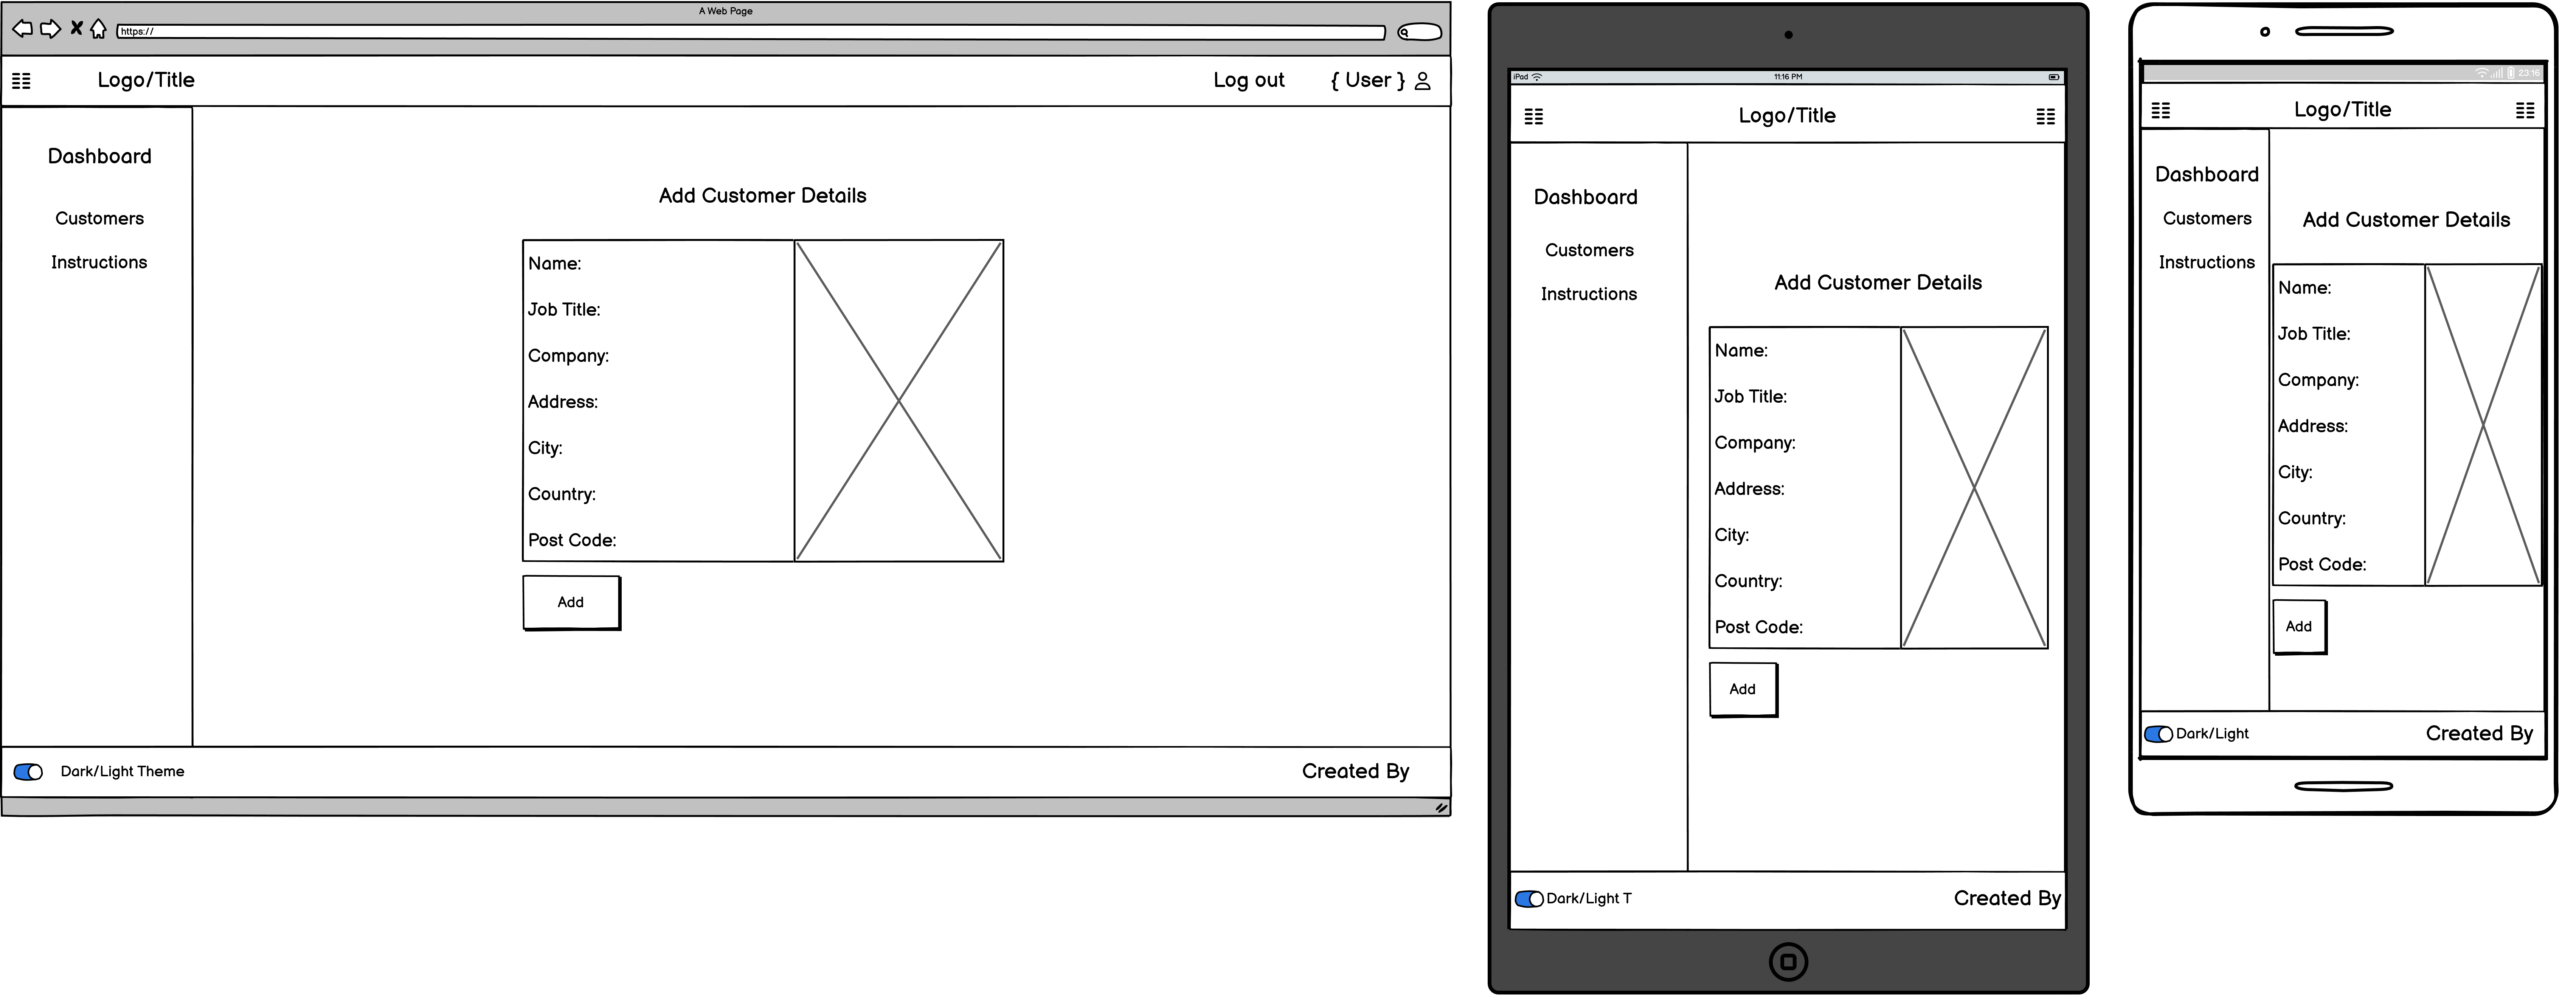 A Web Page
https://
Logo/Title
Log out
{ User }
Dashboard
Customers
Instructions
Add Customer Details
Name:
Job Title:
Company:
Address:
City:
Country:
Post Code:
Add
Dark/Light Theme
Created By
iPad
11:16 PM
Logo/Title
Dashboard
Customers
Instructions
Add Customer Details
Name:
Job Title:
Company:
Address:
City:
Country:
Post Code:
Add
Dark/Light T
Created By
23:16
Logo/Title
Dashboard
Customers
Instructions
Add Customer Details
Name:
Job Title:
Company:
Address:
City:
Country:
Post Code:
Add
Dark/Light
Created By